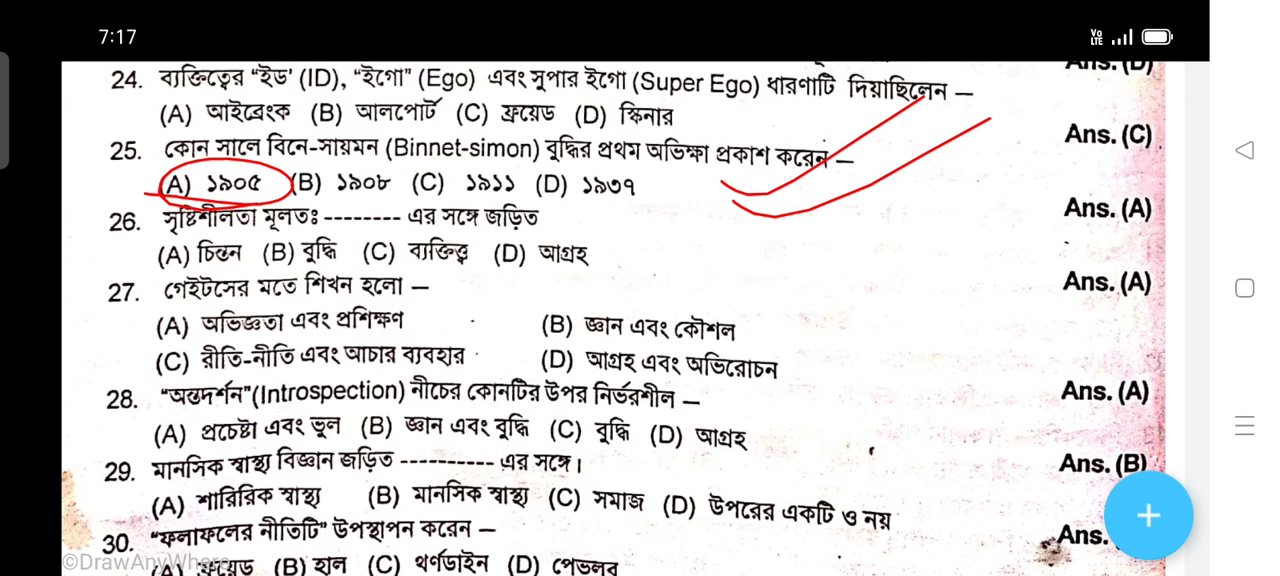 7:17
Vo LTE
Ans. (D)
24. ব্যক্তিত্বের “ইড’ (ID), “ইগো” (Ego) এবং সুপার ইগো (Super Ego) ধারণাটি দিয়াছিলেন —
(A) আইব্রেংক (B) আলপোর্ট (C) ফ্রয়েড (D) স্কিনার
Ans. (C)
25. কোন সালে বিনে-সায়মন (Binnet-simon) বুদ্ধির প্রথম অভিক্ষা প্রকাশ করেন —
(A) ১৯০৫ (B) ১৯০৮ (C) ১৯১১ (D) ১৯৩৭
Ans. (A)
26. সৃষ্টিশীলতা মূলতঃ -------- এর সঙ্গে জড়িত
(A) চিন্তন (B) বুদ্ধি (C) ব্যক্তিত্ব (D) আগ্রহ
Ans. (A)
27. গেইটসের মতে শিখন হলো —
(A) অভিজ্ঞতা এবং প্রশিক্ষণ (B) জ্ঞান এবং কৌশল
(C) রীতি-নীতি এবং আচার ব্যবহার (D) আগ্রহ এবং অভিরোচন
Ans. (A)
28. “অন্তদর্শন”(Introspection) নীচের কোনটির উপর নির্ভরশীল —
(A) প্রচেষ্টা এবং ভুল (B) জ্ঞান এবং বুদ্ধি (C) বুদ্ধি (D) আগ্রহ
Ans. (B)
29. মানসিক স্বাস্থ্য বিজ্ঞান জড়িত ---------- এর সঙ্গে।
(A) শারিরিক স্বাস্থ্য (B) মানসিক স্বাস্থ্য (C) সমাজ (D) উপরের একটি ও নয়
Ans.
30. “ফলাফলের নীতিটি” উপস্থাপন করেন —
(A) ফ্রয়েড (B) হাল (C) থর্ণডাইন (D) পেভলব
©DrawAnyWhere